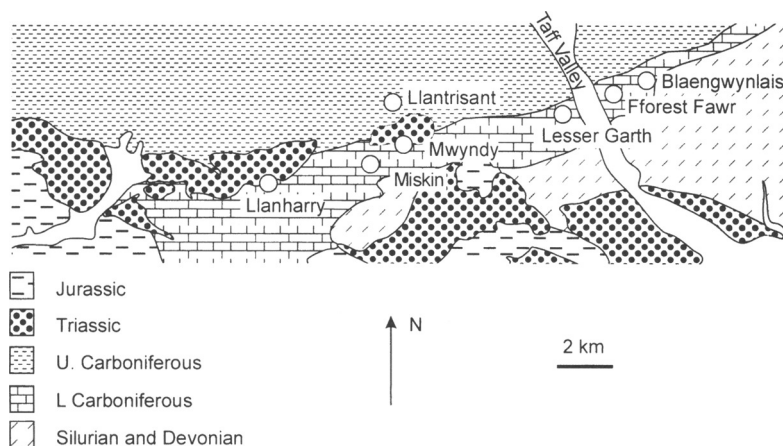 Taff Valley
Blaengwynlais
Fforest Fawr
Llantrisant
Lesser Garth
Mwyndy
Miskin
Llanharry
Jurassic
Triassic
N
U. Carboniferous
2 km
L Carboniferous
Silurian and Devonian